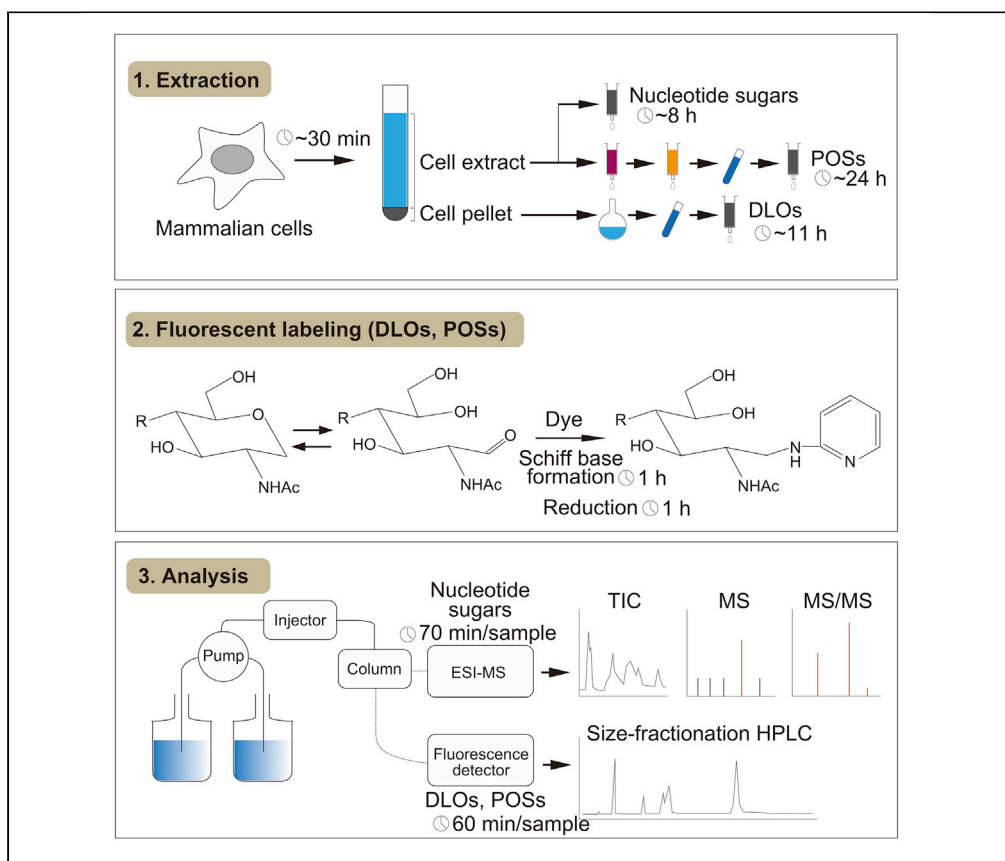 1. Extraction
~30 min
Mammalian cells
Cell extract
Cell pellet
Nucleotide sugars
~8 h
POSs
~24 h
DLOs
~11 h
2. Fluorescent labeling (DLOs, POSs)
OH
O
R
HO
NHAc
OH
R
OH
O
HO
NHAc
Dye
Schiff base
formation 1 h
Reduction 1 h
OH
R
OH
HO
NHAc
N
H
N
3. Analysis
Pump
Injector
Column
Nucleotide
sugars
70 min/sample
ESI-MS
TIC
MS
MS/MS
Fluorescence
detector
DLOs, POSs
60 min/sample
Size-fractionation HPLC